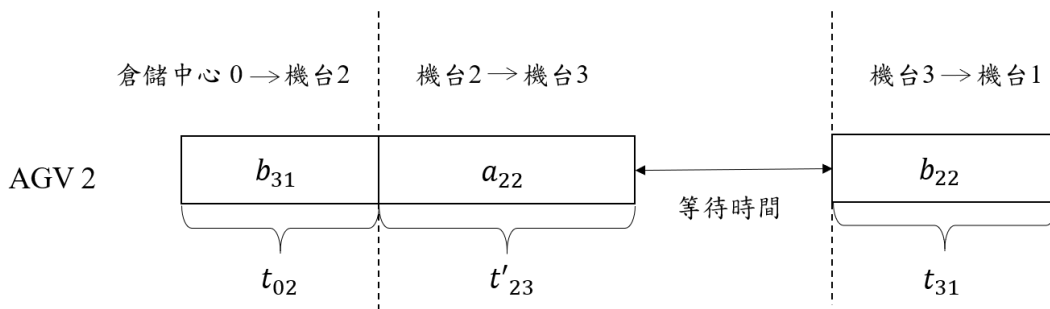 倉儲中心 0 → 機台2
機台2 → 機台3
機台3 → 機台1
AGV 2
b₃₁
a₂₂
b₂₂
等待時間
t₀₂
t'₂₃
t₃₁